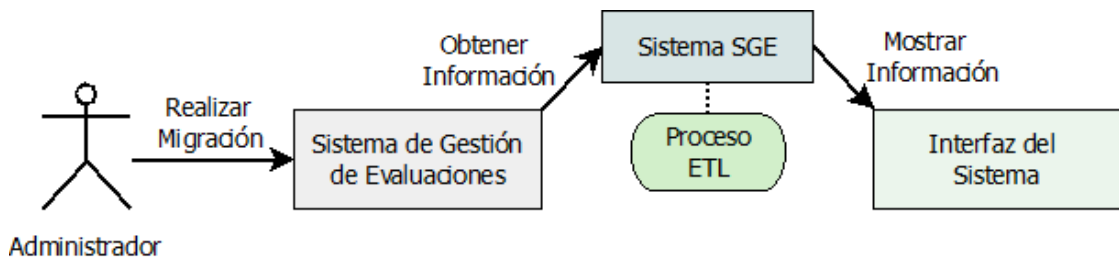 Realizar
Migración
Sistema de Gestión
de Evaluaciones
Obtener
Información
Sistema SGE
Proceso
ETL
Mostrar
Información
Interfaz del
Sistema
Administrador